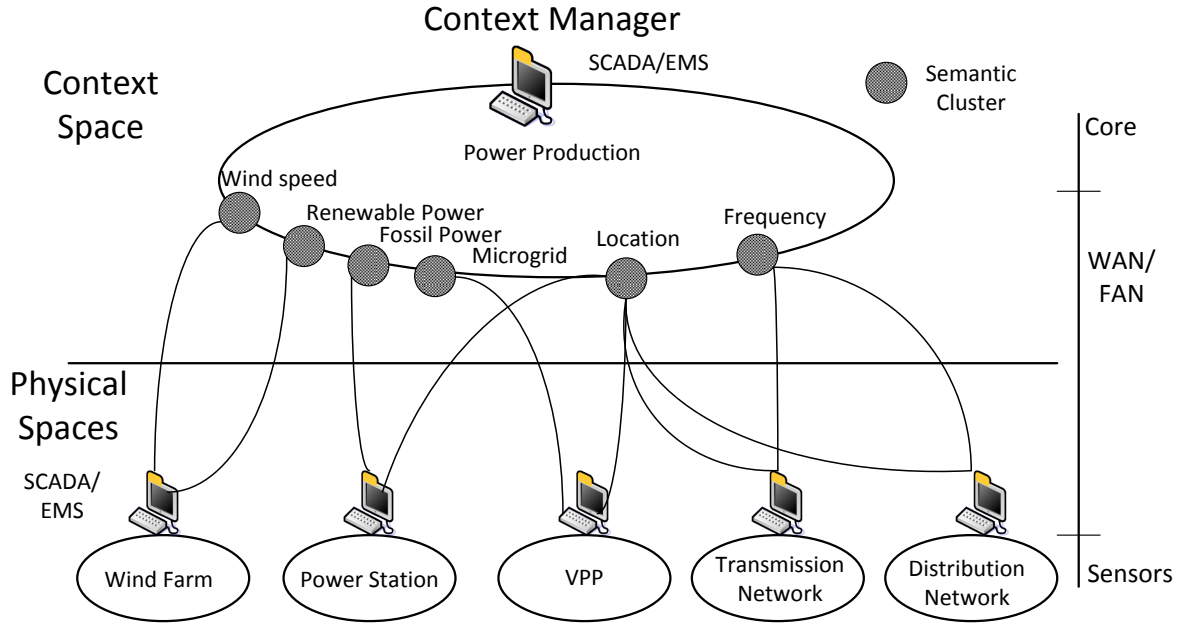 Context Manager
SCADA/EMS
Context
Space
Semantic
Cluster
Core
Power Production
Wind speed
Renewable Power
Fossil Power
Microgrid
Location
Frequency
WAN/
FAN
Physical
Spaces
SCADA/
EMS
Wind Farm
Power Station
VPP
Transmission
Network
Distribution
Network
Sensors